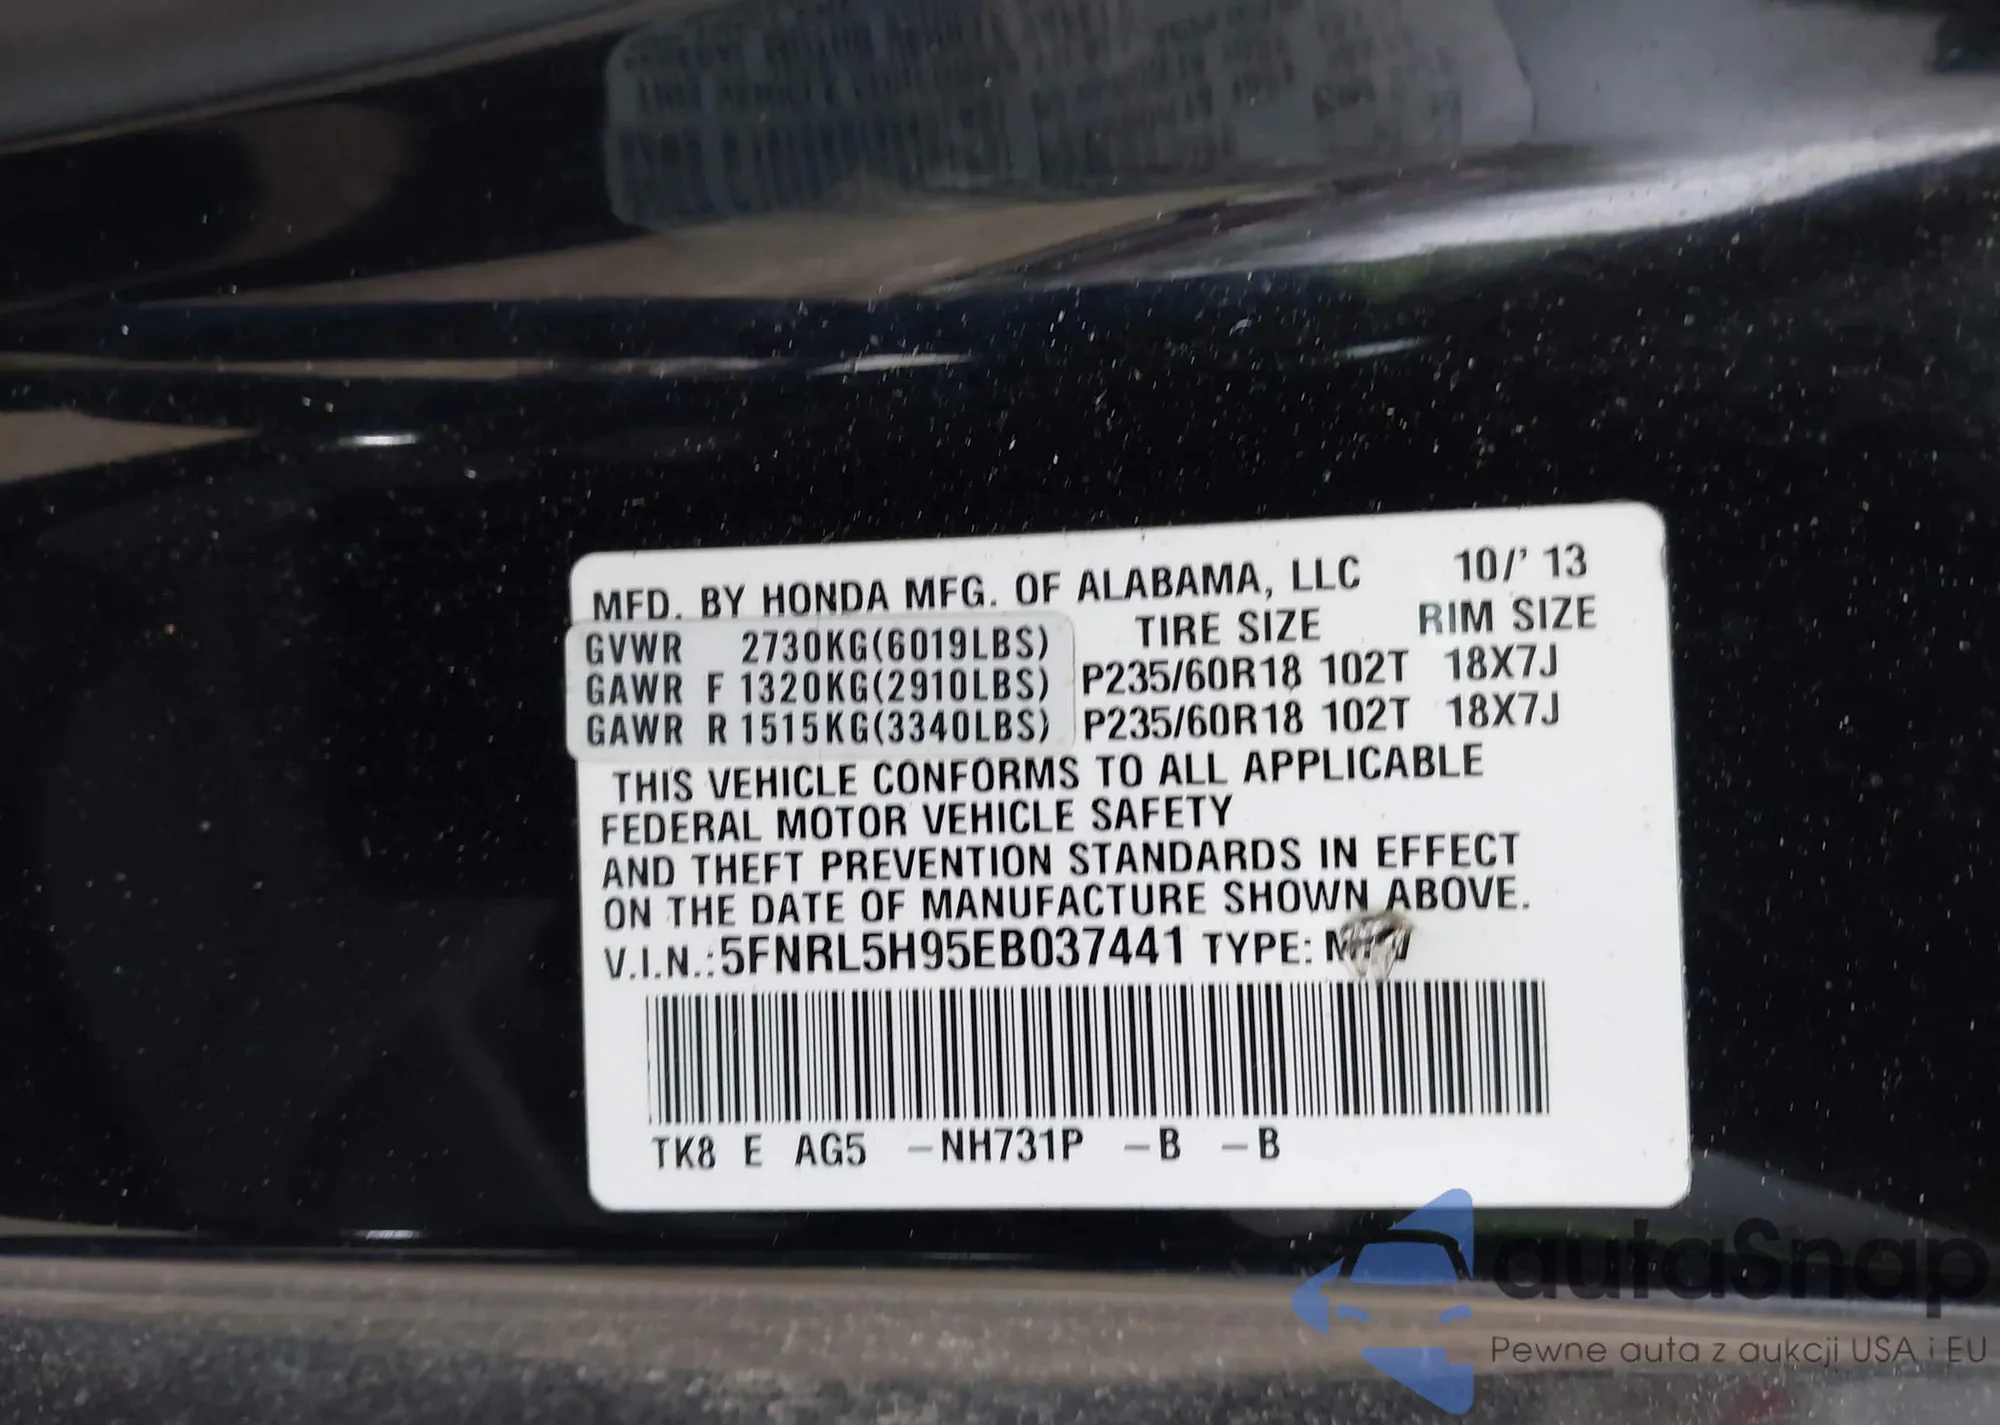 MFD. BY HONDA MFG. OF ALABAMA, LLC 10/' 13
TIRE SIZE RIM SIZE
GVWR 2730KG(6019LBS)
GAWR F 1320KG(2910LBS) P235/60R18 102T 18X7J
GAWR R 1515KG(3340LBS) P235/60R18 102T 18X7J
THIS VEHICLE CONFORMS TO ALL APPLICABLE
FEDERAL MOTOR VEHICLE SAFETY
AND THEFT PREVENTION STANDARDS IN EFFECT
ON THE DATE OF MANUFACTURE SHOWN ABOVE.
V.I.N.:5FNRL5H95EB037441 TYPE:
TK8 E AG5 -NH731P -B -B
autaSnap
Pewne auta z aukcji USA i EU